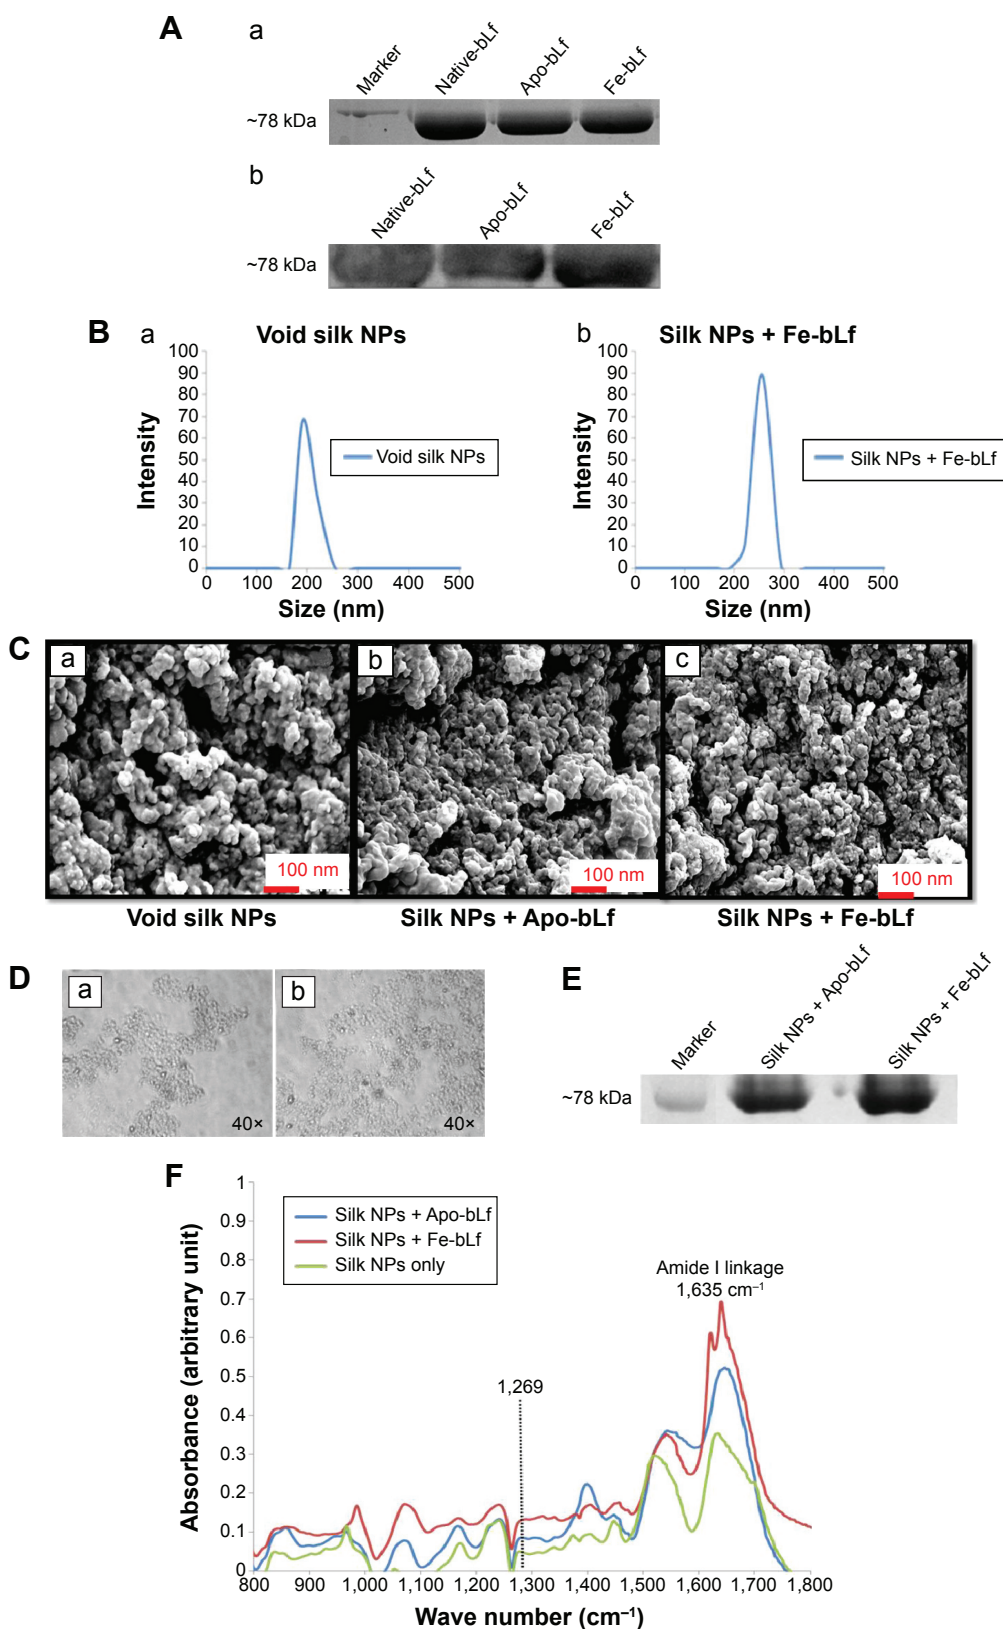 A
a
Marker
Native-bLf
Apo-bLf
Fe-bLf
~78 kDa
b
Native-bLf
Apo-bLf
Fe-bLf
~78 kDa
B
a
Void silk NPs
100
90
80
70
60
50
40
30
20
10
0
Intensity
Void silk NPs
0 100 200 300 400 500
Size (nm)
b
Silk NPs + Fe-bLf
100
90
80
70
60
50
40
30
20
10
0
Intensity
Silk NPs + Fe-bLf
0 100 200 300 400 500
Size (nm)
C
a
100 nm
Void silk NPs
b
100 nm
Silk NPs + Apo-bLf
c
100 nm
Silk NPs + Fe-bLf
D
a
40×
b
40×
E
Marker
Silk NPs + Apo-bLf
Silk NPs + Fe-bLf
~78 kDa
F
1
0.9
0.8
0.7
0.6
0.5
0.4
0.3
0.2
0.1
0
Absorbance (arbitrary unit)
Silk NPs + Apo-bLf
Silk NPs + Fe-bLf
Silk NPs only
Amide I linkage
1,635 cm⁻¹
1,269
800 900 1,000 1,100 1,200 1,300 1,400 1,500 1,600 1,700 1,800
Wave number (cm⁻¹)